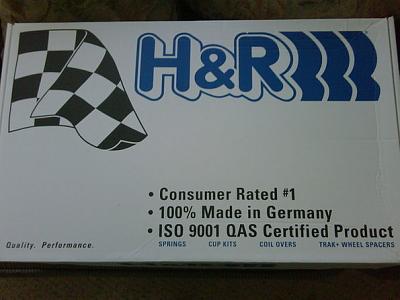 H&R
• Consumer Rated #1
• 100% Made in Germany
• ISO 9001 QAS Certified Product
Quality. Performance.
SPRINGS CUP KITS COIL OVERS TRAK+ WHEEL SPACERS